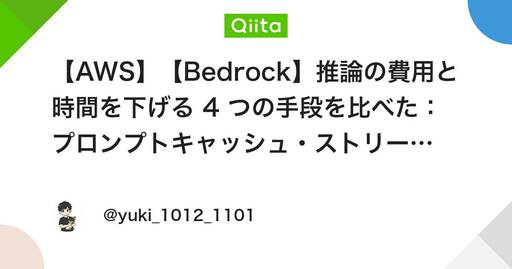 Qiita
【AWS】【Bedrock】推論の費用と
時間を下げる 4 つの手段を比べた：
プロンプトキャッシュ・ストリー…
@yuki_1012_1101